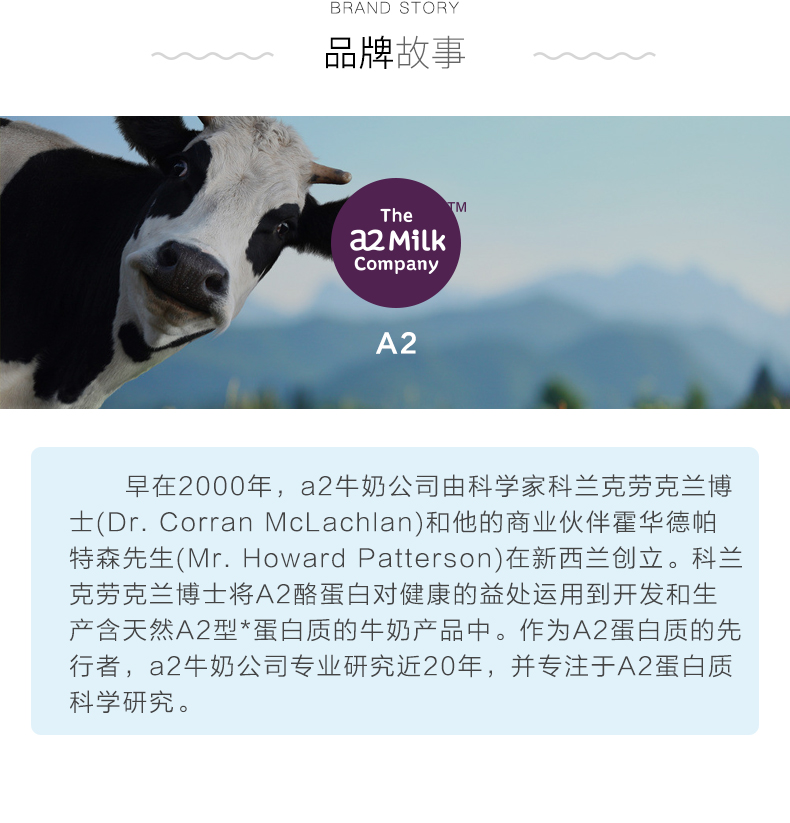 BRAND STORY
品牌故事
The
a2 Milk
Company
TM
A2
早在2000年，a2牛奶公司由科学家科兰克劳克兰博
士(Dr. Corran McLachlan)和他的商业伙伴霍华德帕
特森先生(Mr. Howard Patterson)在新西兰创立。科兰
克劳克兰博士将A2酪蛋白对健康的益处运用到开发和生
产含天然A2型*蛋白质的牛奶产品中。作为A2蛋白质的先
行者，a2牛奶公司专业研究近20年，并专注于A2蛋白质
科学研究。